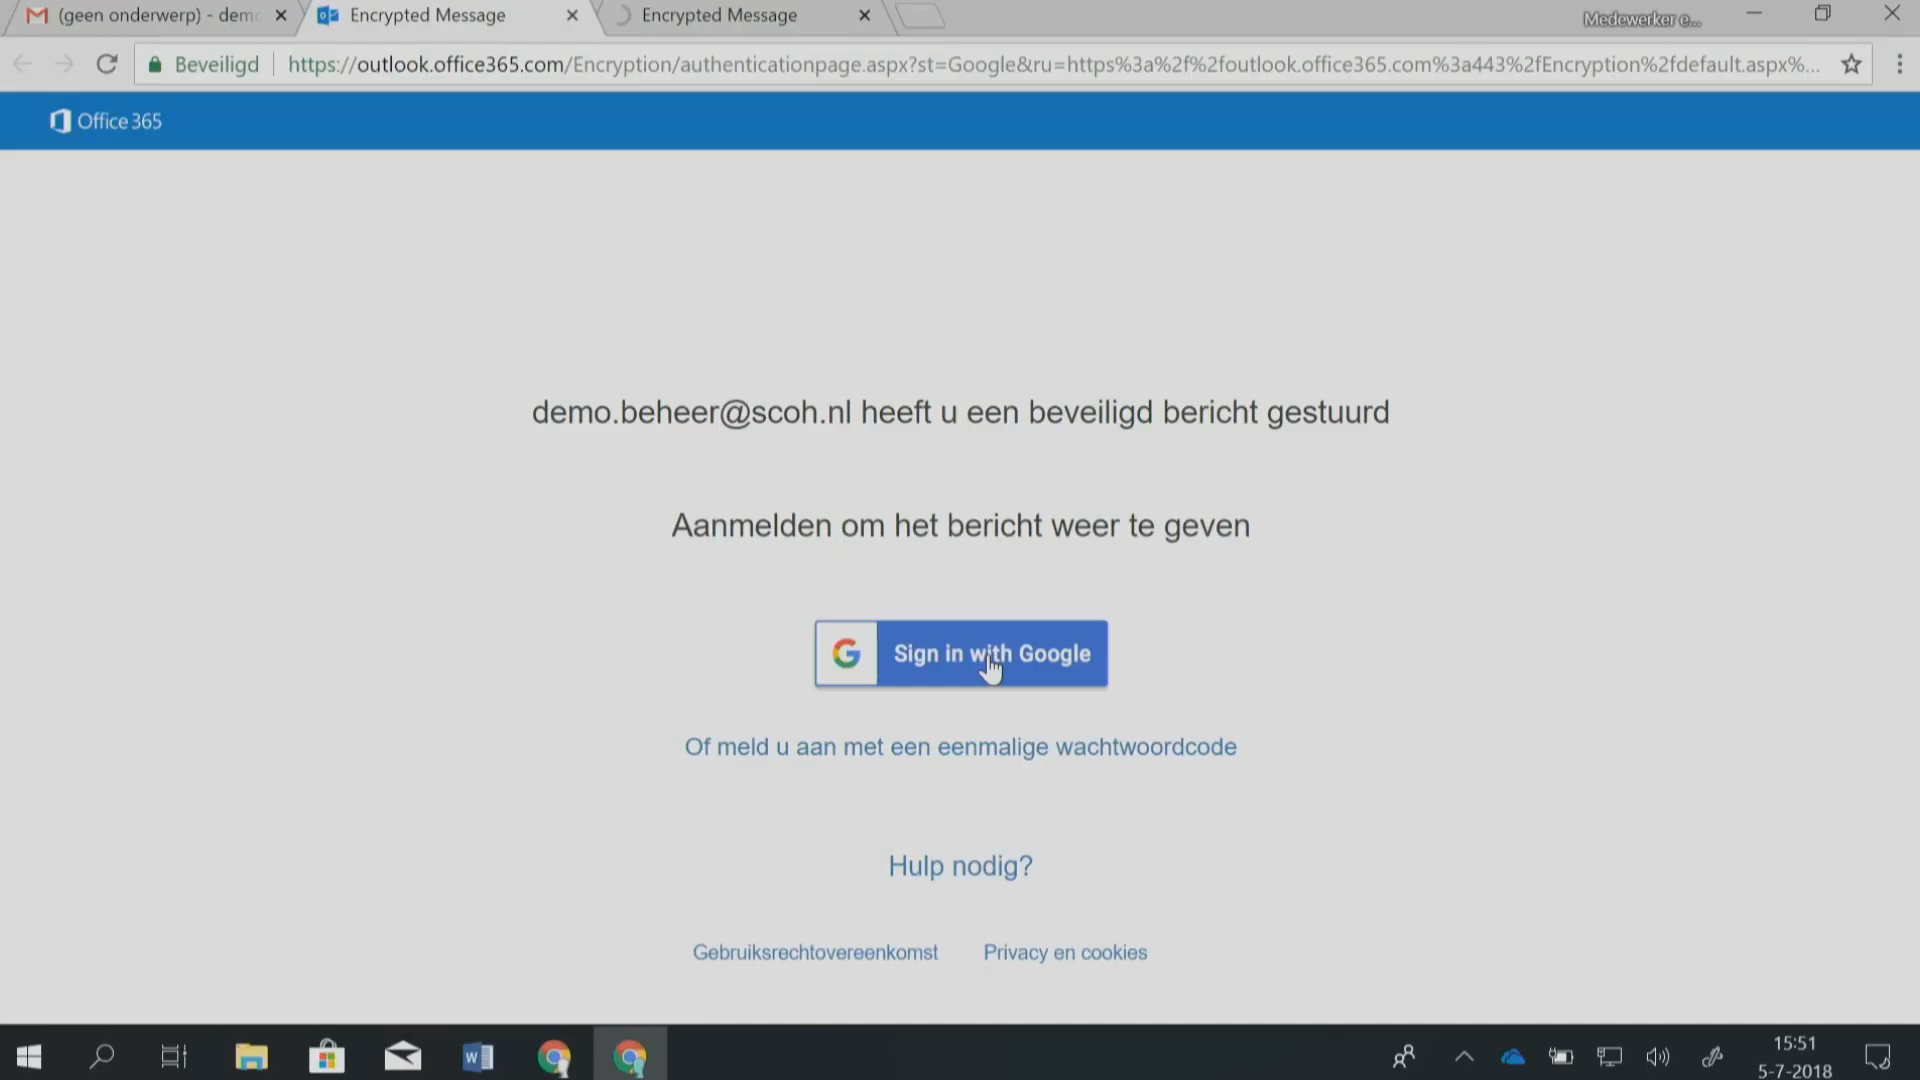 (geen onderwerp) - demo
Encrypted Message
Encrypted Message
Medewerker e...
Beveiligd
https://outlook.office365.com/Encryption/authenticationpage.aspx?st=Google&ru=https%3a%2f%2foutlook.office365.com%3a443%2fEncryption%2fdefault.aspx%...
Office 365
demo.beheer@scoh.nl heeft u een beveiligd bericht gestuurd
Aanmelden om het bericht weer te geven
G Sign in with Google
Of meld u aan met een eenmalige wachtwoordcode
Hulp nodig?
Gebruiksrechtovereenkomst
Privacy en cookies
15:51
5-7-2018